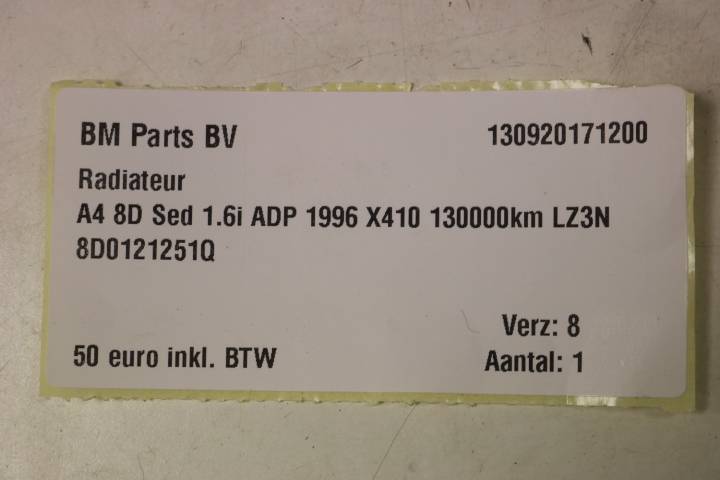 BM Parts BV 130920171200
Radiateur
A4 8D Sed 1.6i ADP 1996 X410 130000km LZ3N
8D0121251Q
Verz: 8
50 euro inkl. BTW Aantal: 1